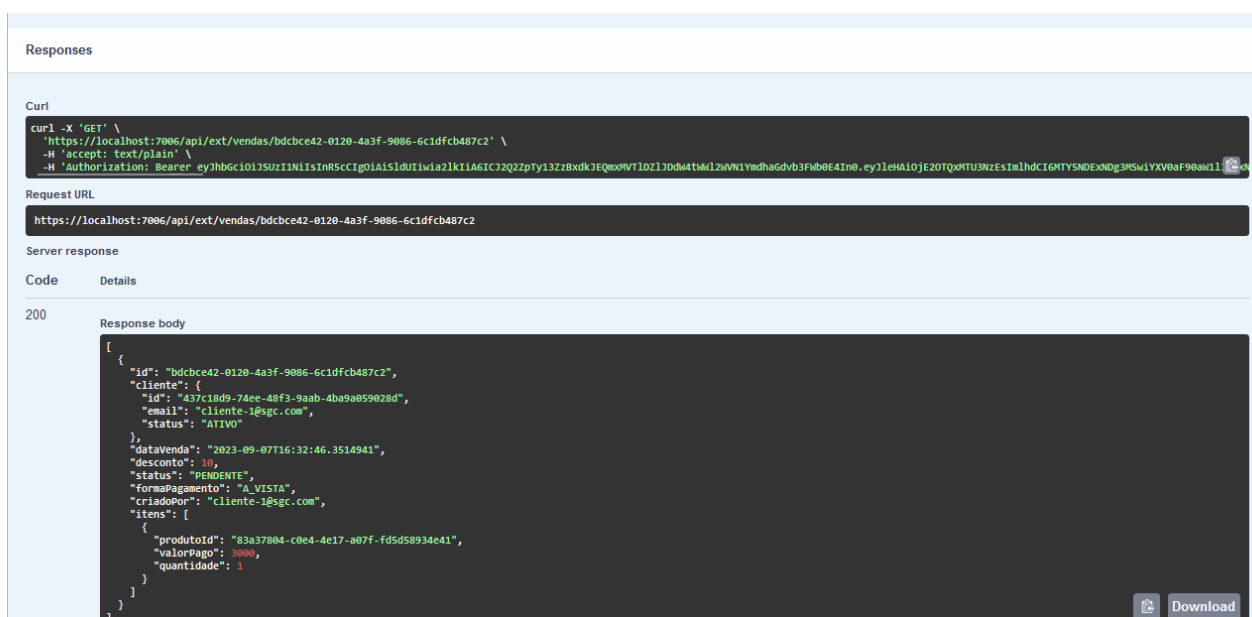 Responses
Curl
curl -X 'GET' \
'https://localhost:7006/api/ext/vendas/bdcbce42-0120-4a3f-9086-6c1dfcb487c2' \
-H 'accept: text/plain' \
-H 'Authorization: Bearer
Request URL
https://localhost:7006/api/ext/vendas/bdcbce42-0120-4a3f-9086-6c1dfcb487c2
Server response
Code Details
200
Response body
[
{
"id": "bdcbce42-0120-4a3f-9086-6c1dfcb487c2",
"cliente": {
"id": "437c18d9-74ee-48f3-9aab-4ba9a059028d",
"email": "cliente-1@sgc.com",
"status": "ATIVO"
},
"dataVenda": "2023-09-07T16:32:46.3514941",
"desconto": 10,
"status": "PENDENTE",
"formaPagamento": "A_VISTA",
"criadoPor": "cliente-1@sgc.com",
"itens": [
{
"produtoId": "83a37804-c0e4-4e17-a07f-fd5d58934e41",
"valorPago": 3000,
"quantidade": 1
}
]
}
Download